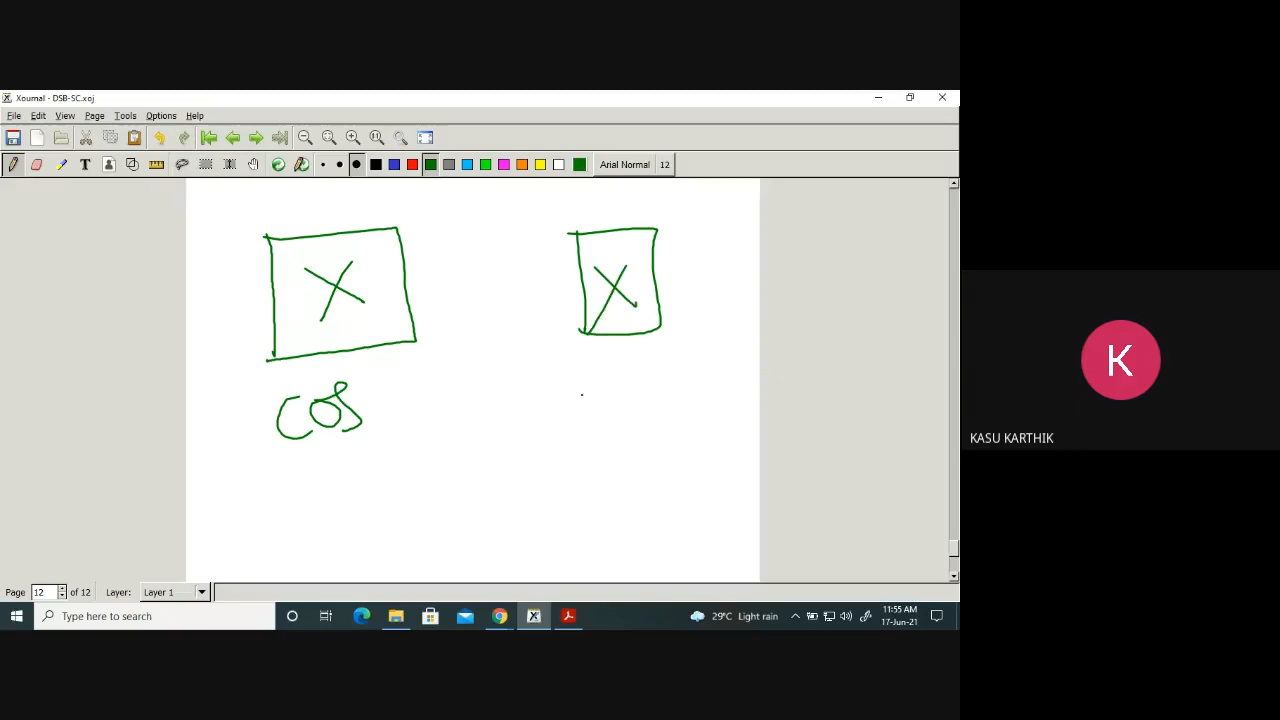 Xournal - DSB-SC.xoj
File Edit View Page Tools Options Help
T Arial Normal 12
X X
COS
K
KASU KARTHIK
Page 12 of 12 Layer: Layer 1
Type here to search 29°C Light rain 11:55 AM
17-Jun-21